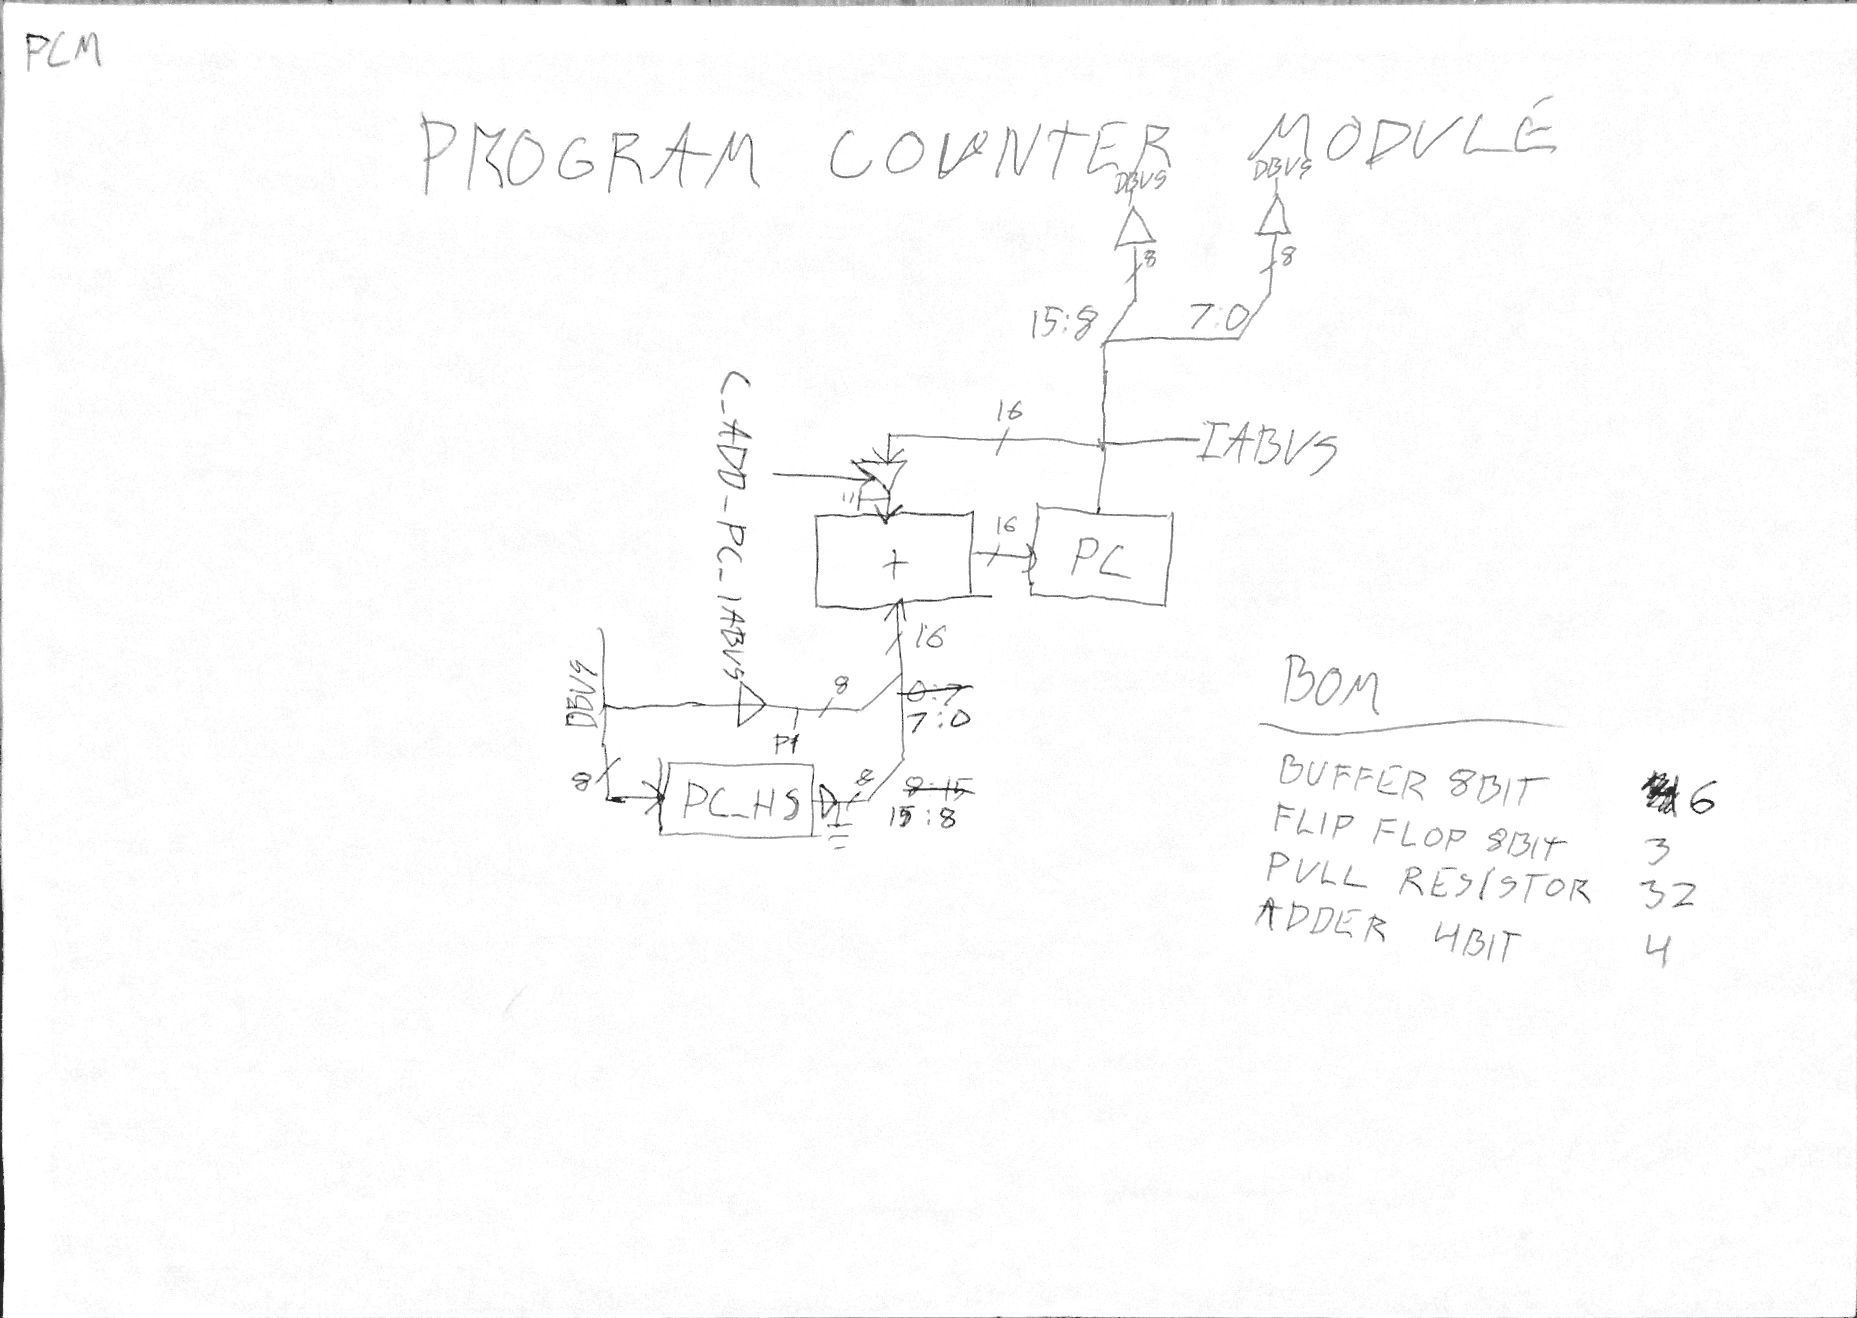 PCM
PROGRAM COUNTER MODULE
DBUS
DBUS
8
8
15:8
7:0
16
IABUS
C_ADD_PC_IABUS
16
+
PC
16
DBUS
8
0:7
7:0
8
PC_HS
8
8:15
15:8
BOM
BUFFER 8BIT 6
FLIP FLOP 8BIT 3
PULL RESISTOR 32
ADDER 4BIT 4